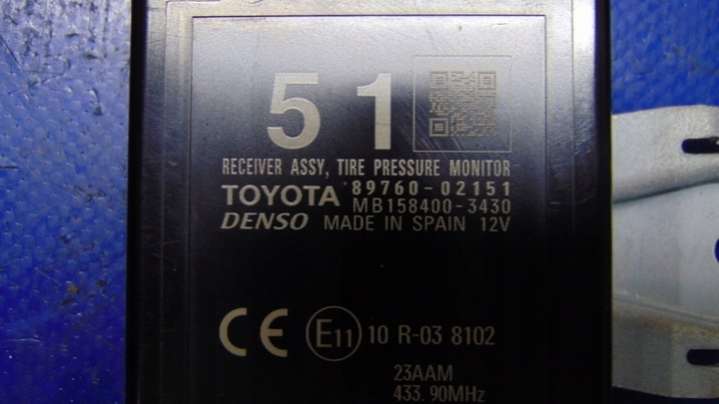 51
RECEIVER ASSY, TIRE PRESSURE MONITOR
TOYOTA 89760-02151
MB158400-3430
DENSO MADE IN SPAIN 12V
CE E11 10 R-03 8102
23AAM
433.90MHz